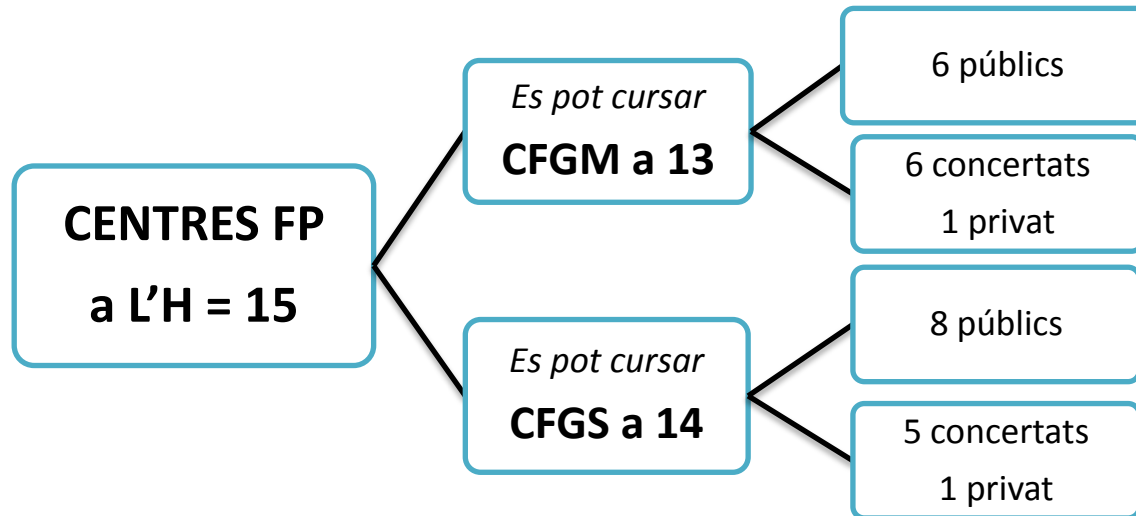 CENTRES FP
a L’H = 15
Es pot cursar
CFGM a 13
6 públics
6 concertats
1 privat
Es pot cursar
CFGS a 14
8 públics
5 concertats
1 privat